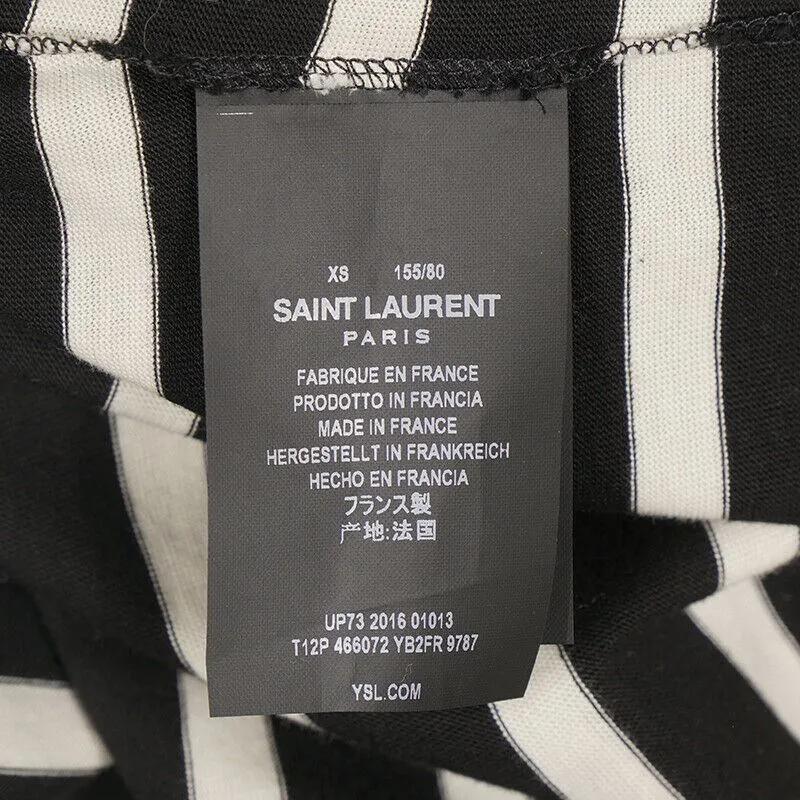 XS 155/80
SAINT LAURENT
PARIS
FABRIQUE EN FRANCE
PRODOTTO IN FRANCIA
MADE IN FRANCE
HERGESTELLT IN FRANKREICH
HECHO EN FRANCIA
フランス製
产地:法国
UP73 2016 01013
T12P 466072 YB2FR 9787
YSL.COM